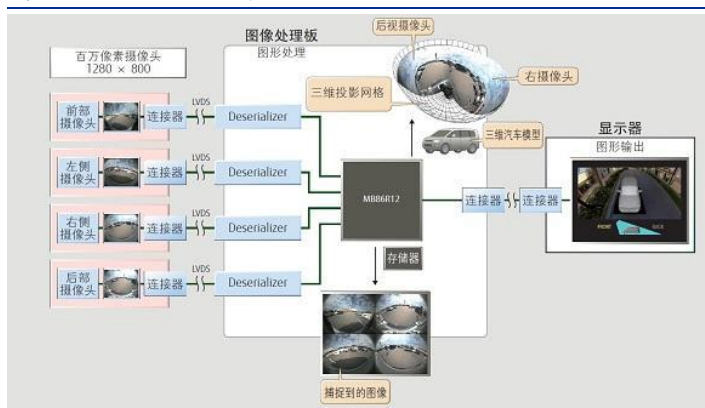 图像处理板
图形处理
后视摄像头
百万像素摄像头
1280 × 800
右摄像头
三维投影网格
前部
摄像头
连接器
LVDS
Deserializer
三维汽车模型
显示器
图形输出
左侧
摄像头
连接器
LVDS
Deserializer
MB86R12
连接器
连接器
FRONT
BACK
右侧
摄像头
连接器
LVDS
Deserializer
存储器
后部
摄像头
连接器
LVDS
Deserializer
捕捉到的图像